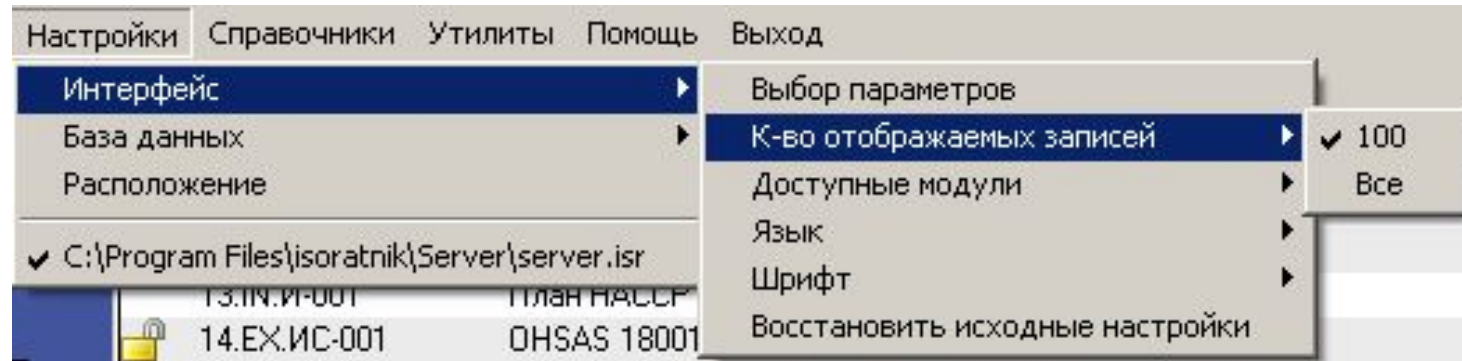 Настройки Справочники Утилиты Помощь Выход
Интерфейс
База данных
Расположение
C:\Program Files\isoratnik\Server\server.isr
Выбор параметров
К-во отображаемых записей
Доступные модули
Язык
Шрифт
Восстановить исходные настройки
100
Все
13.IN.И-001 План НАССР
14.EX.ИС-001 OHSAS 18001